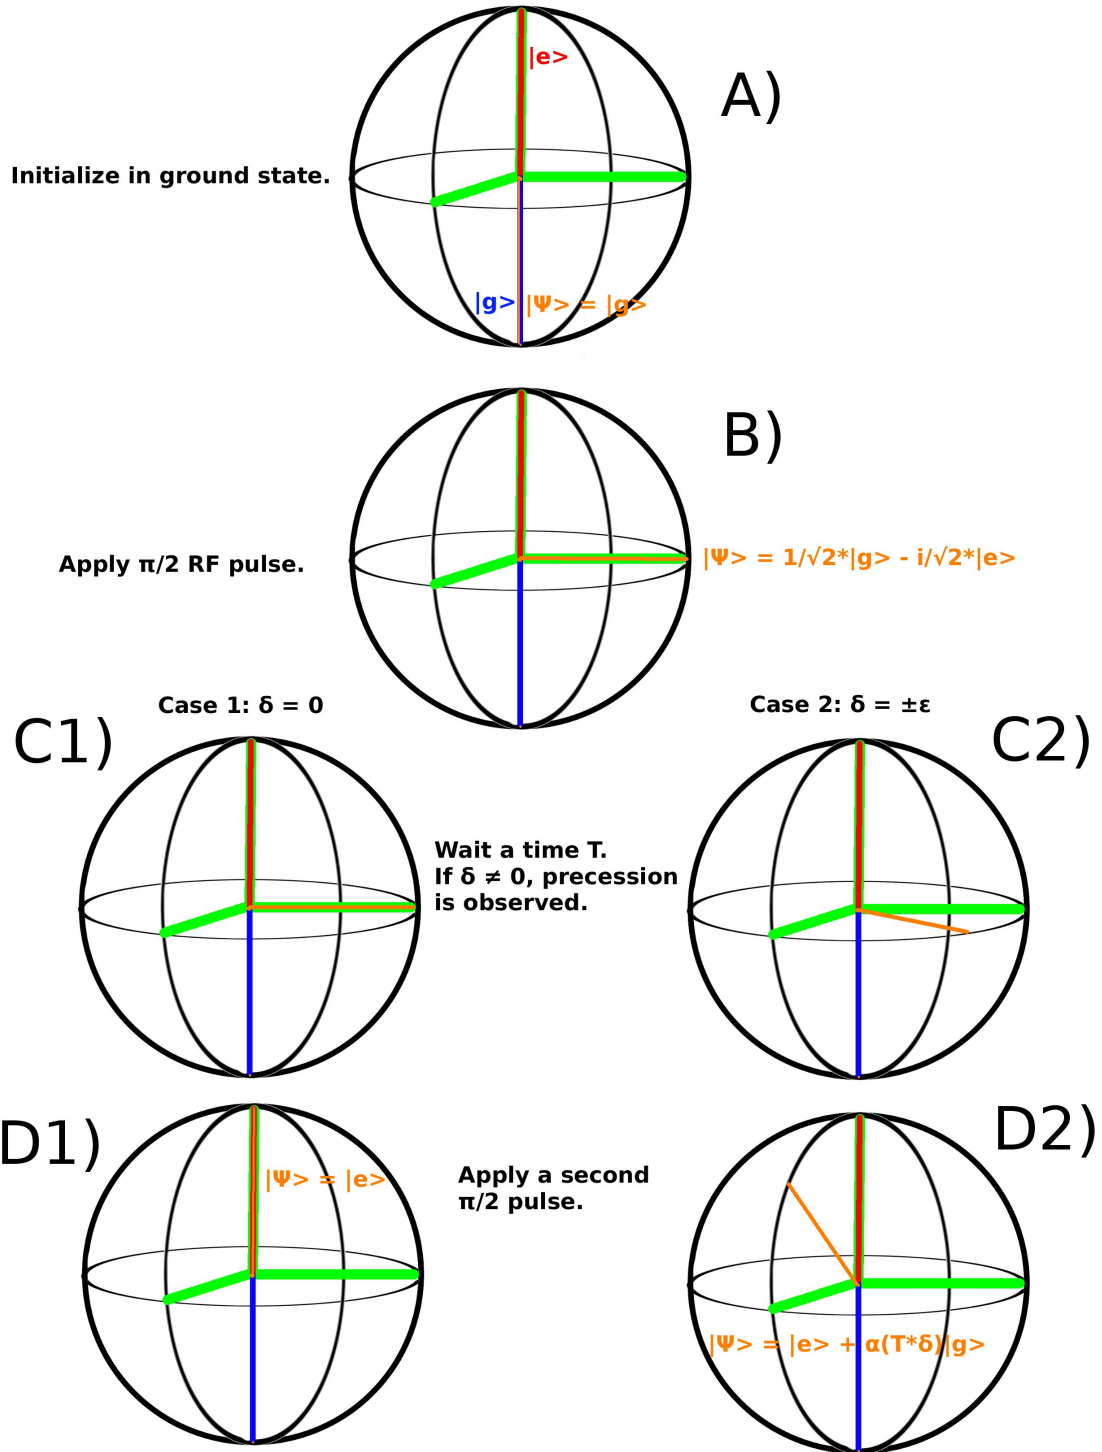 |e>
A)
Initialize in ground state.
|g>
|Ψ> = |g>
B)
Apply π/2 RF pulse.
|Ψ> = 1/√2*|g> - i/√2*|e>
Case 1: δ = 0
Case 2: δ = ±ε
C1)
C2)
Wait a time T.
If δ ≠ 0, precession
is observed.
D1)
D2)
|Ψ> = |e>
Apply a second
π/2 pulse.
|Ψ> = |e> + α(T*δ)|g>